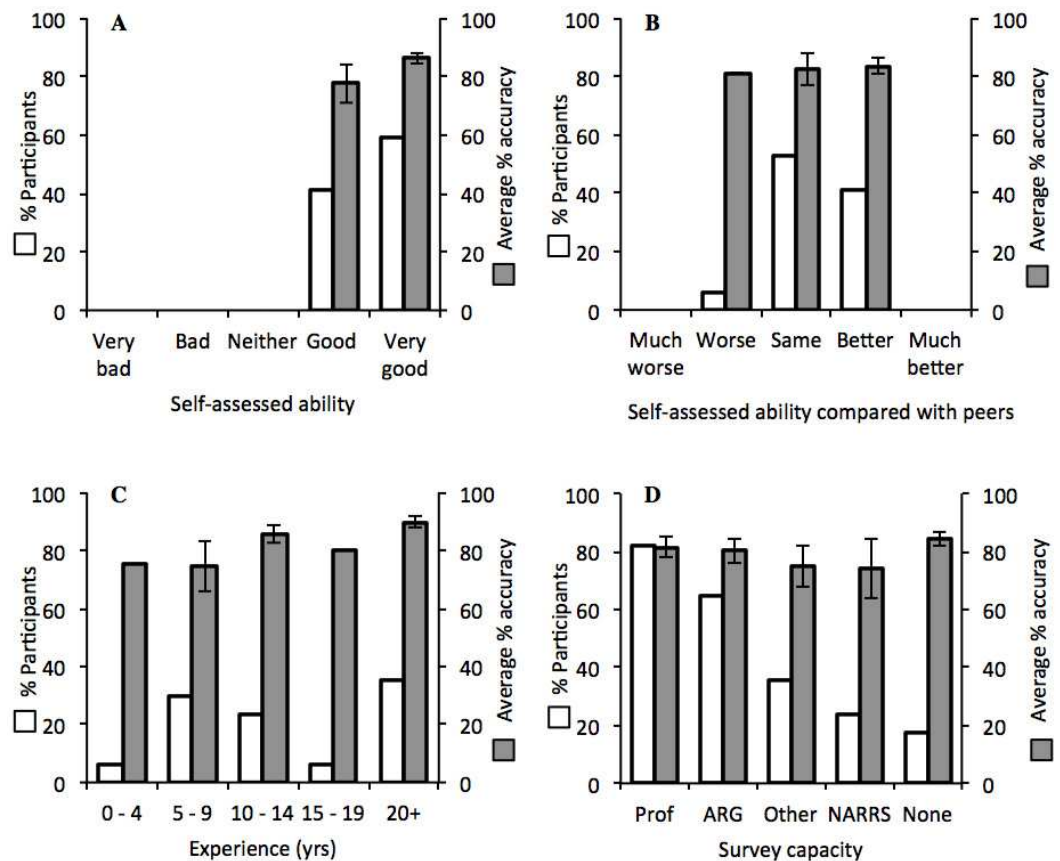 A
% Participants
100
80
60
40
20
0
100
80
60
40
20
0
Average % accuracy
Very bad
Bad
Neither
Good
Very good
Self-assessed ability
B
% Participants
100
80
60
40
20
0
100
80
60
40
20
0
Average % accuracy
Much worse
Worse
Same
Better
Much better
Self-assessed ability compared with peers
C
% Participants
100
80
60
40
20
0
100
80
60
40
20
0
Average % accuracy
0 - 4
5 - 9
10 - 14
15 - 19
20+
Experience (yrs)
D
% Participants
100
80
60
40
20
0
100
80
60
40
20
0
Average % accuracy
Prof
ARG
Other
NARRS
None
Survey capacity